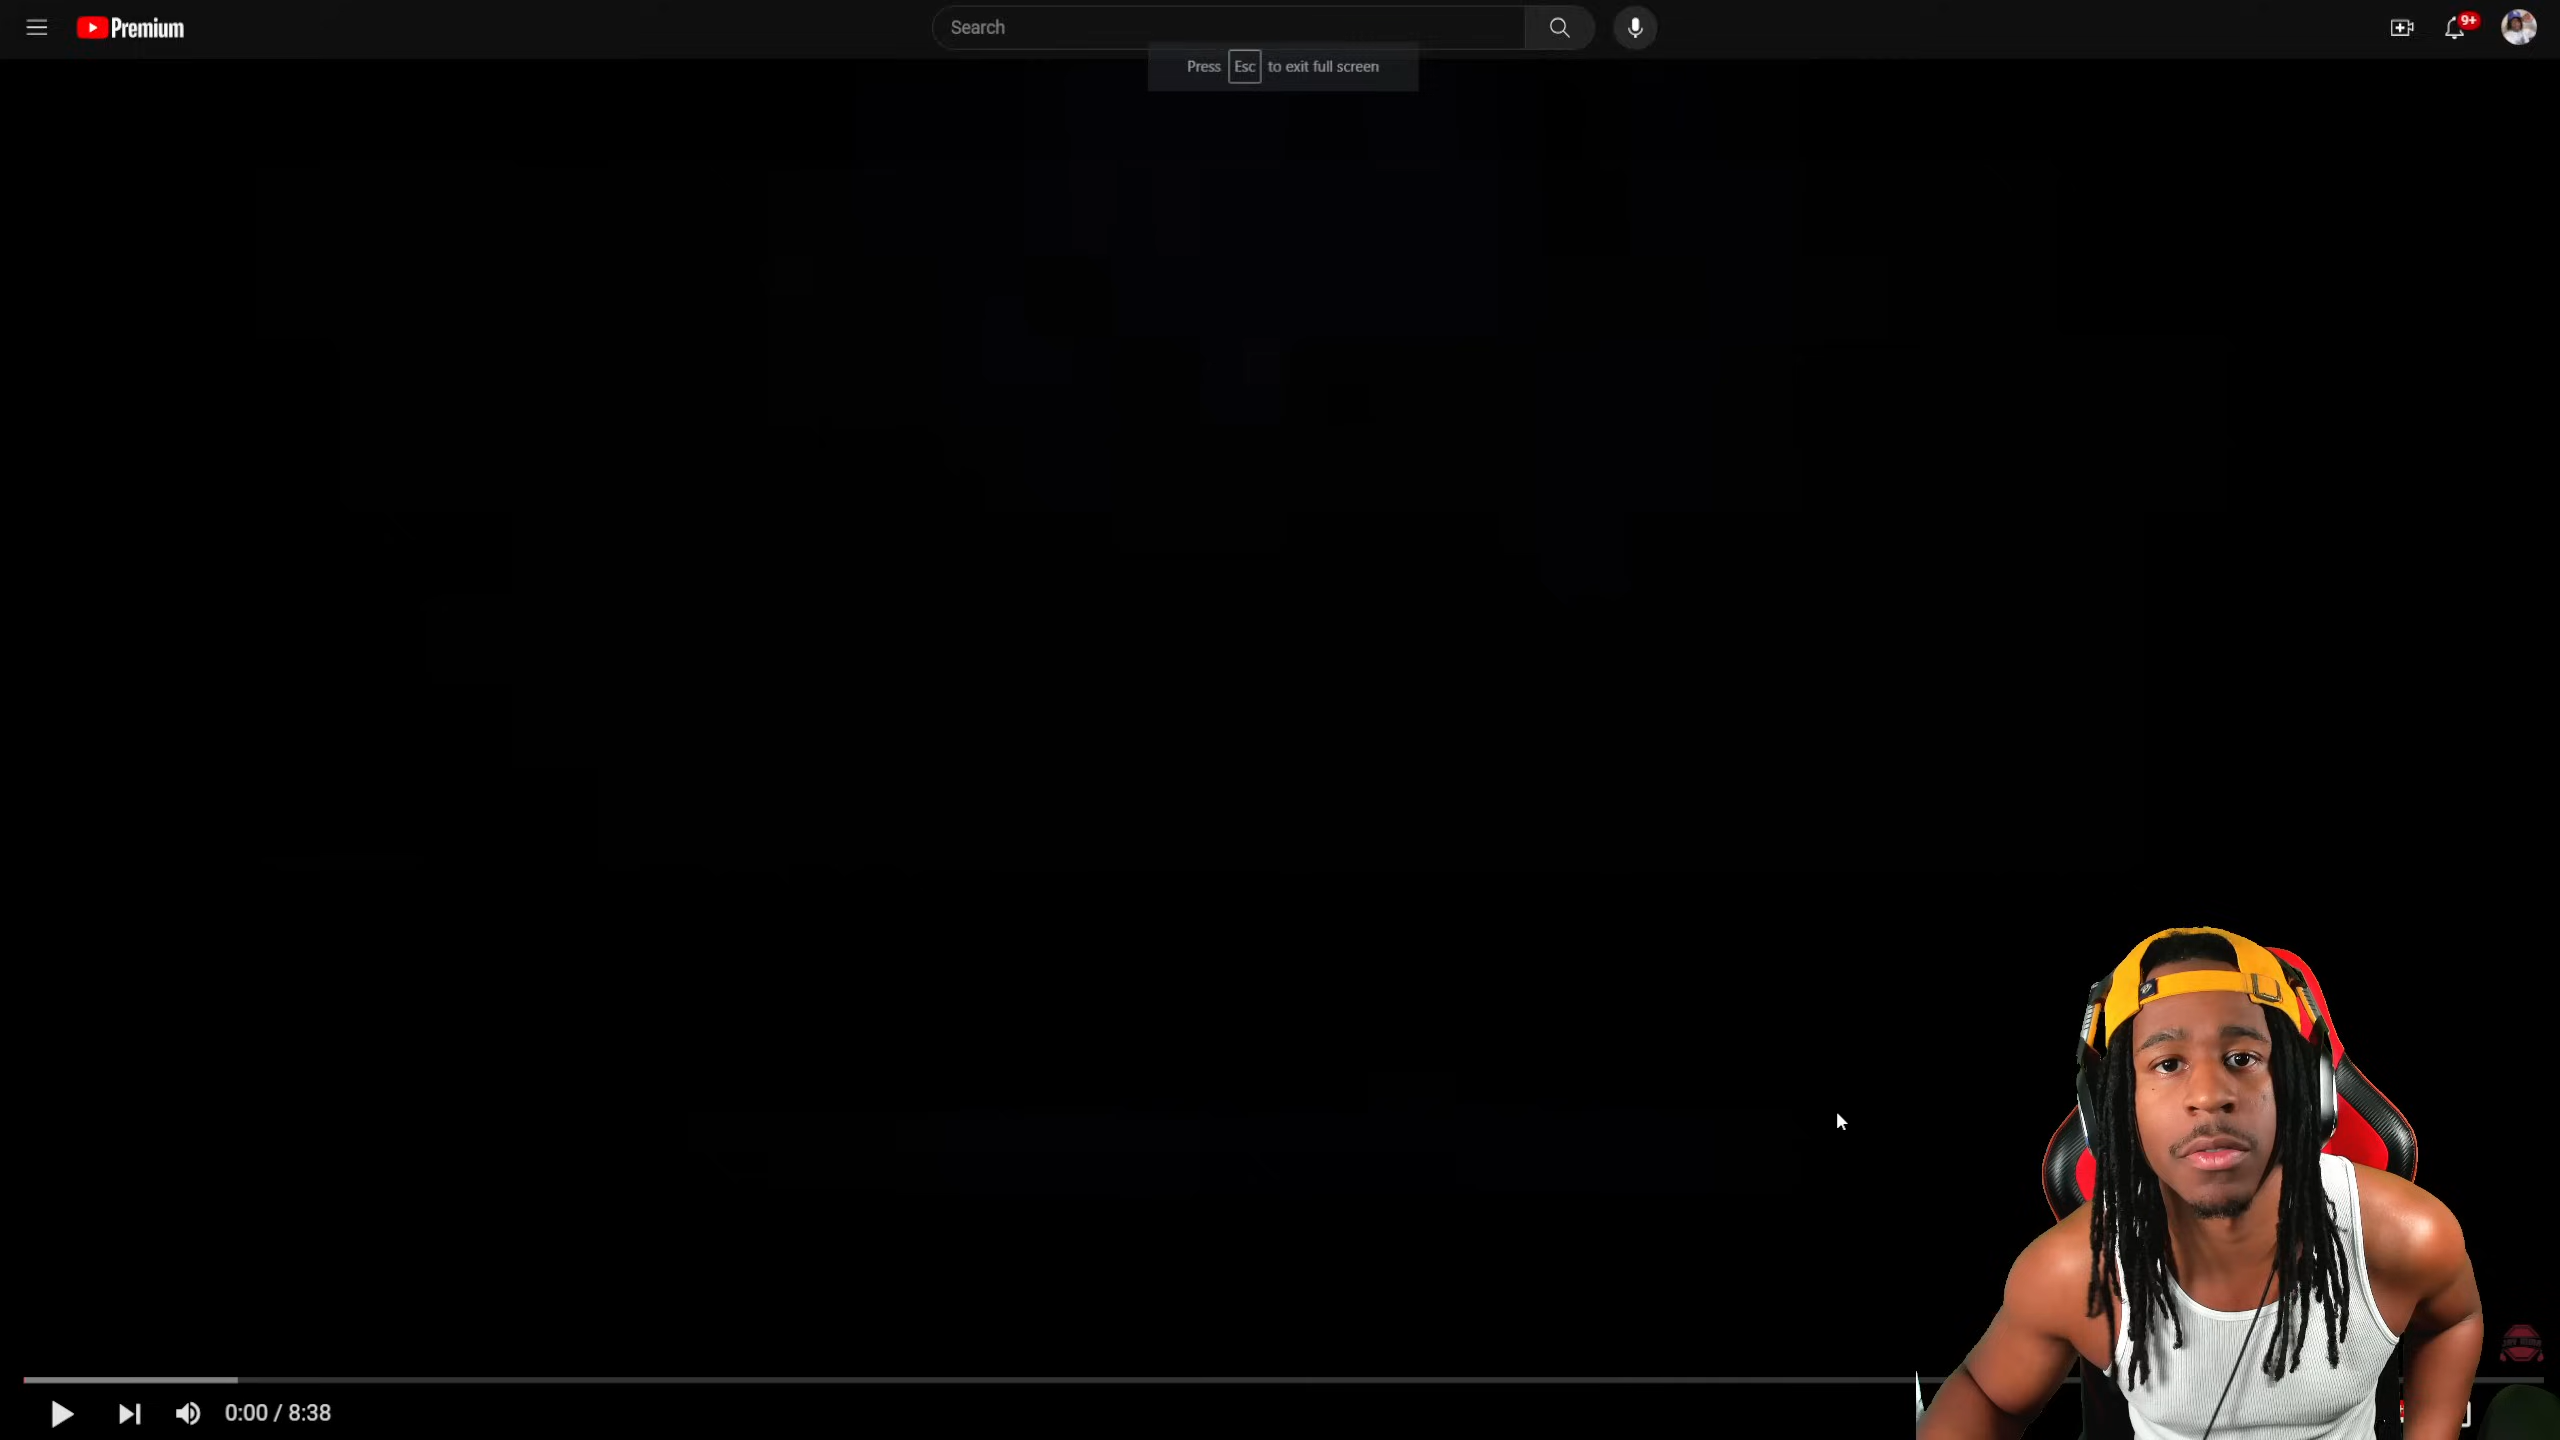 Premium
Search
9+
Press Esc to exit full screen
0:00 / 8:38